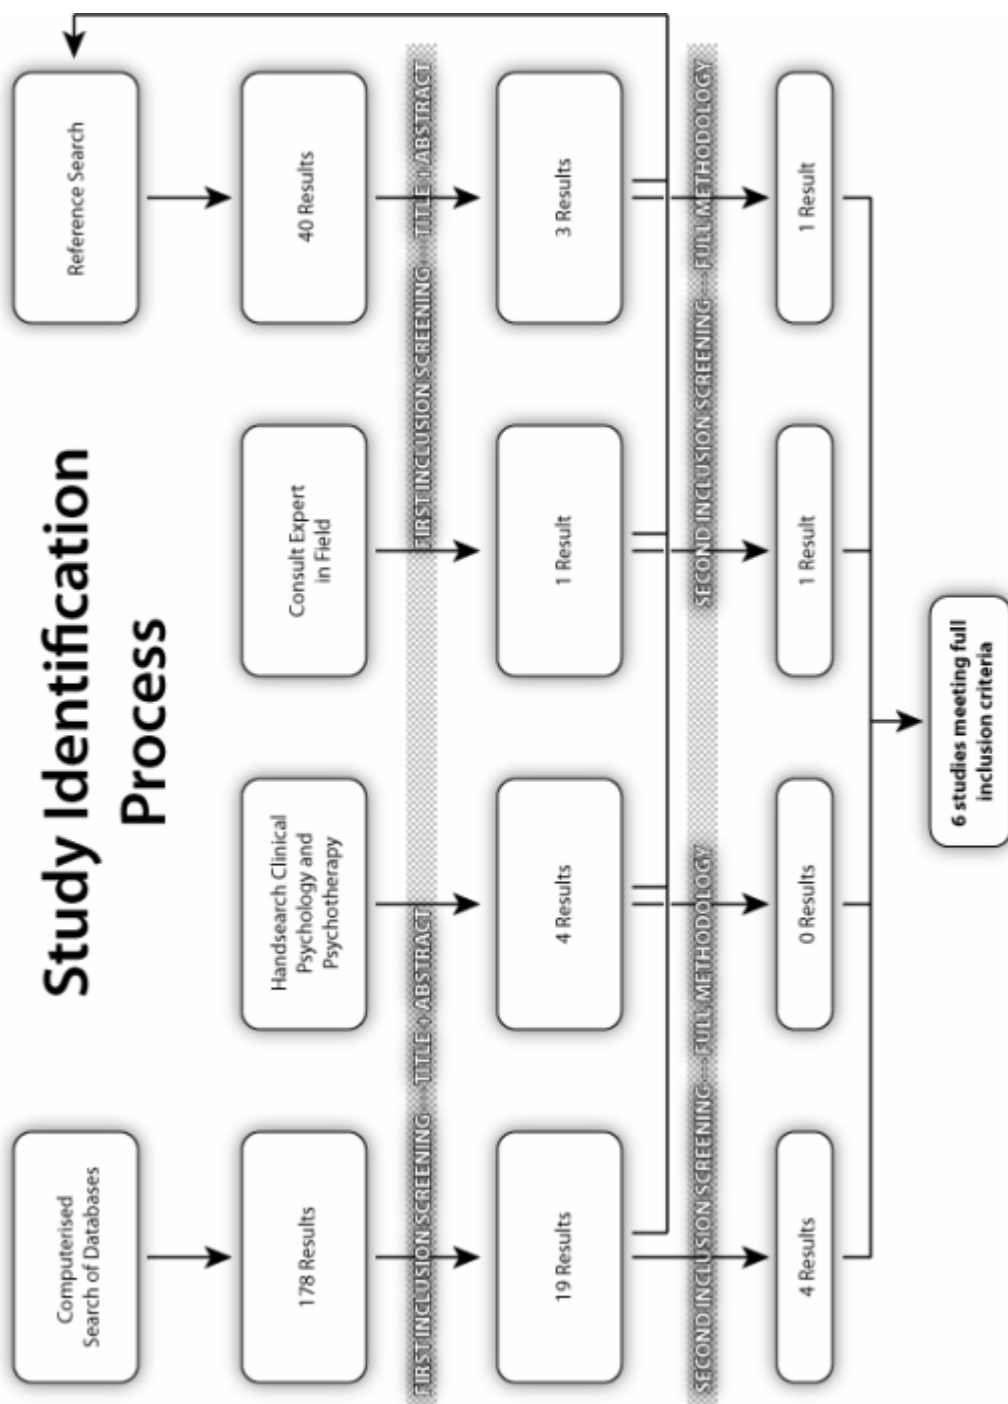 Study Identification
Process
Computerised
Search of Databases
Reference Search
178 Results
Handsearch Clinical
Psychology and
Psychotherapy
Consult Expert
in Field
40 Results
FIRST INCLUSION SCREENING --- TITLE + ABSTRACT
FIRST INCLUSION SCREENING --- TITLE + ABSTRACT
19 Results
4 Results
1 Result
3 Results
SECOND INCLUSION SCREENING --- FULL METHODOLOGY
SECOND INCLUSION SCREENING --- FULL METHODOLOGY
4 Results
0 Results
1 Result
1 Result
6 studies meeting full
inclusion criteria